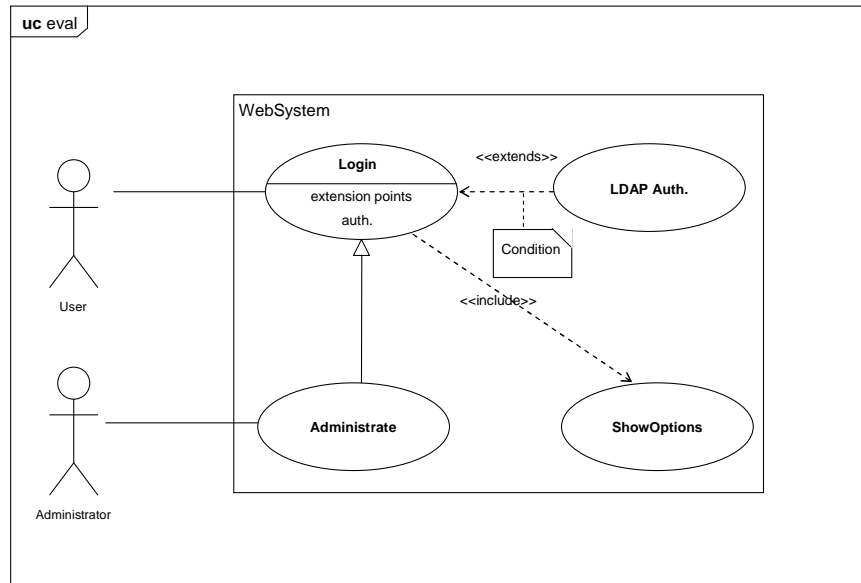 uc eval
WebSystem
Login
extension points
auth.
<<extends>>
LDAP Auth.
Condition
<<include>>
User
Administrate
ShowOptions
Administrator